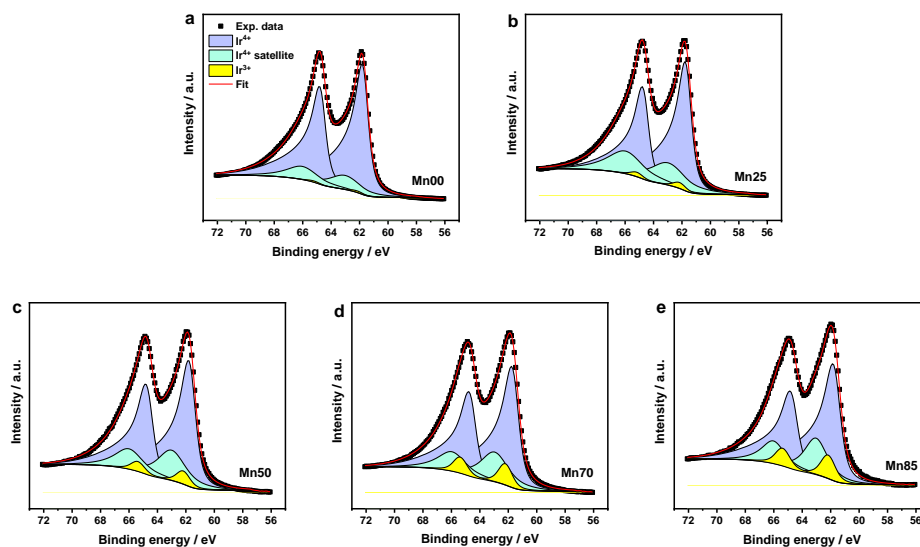 a
Exp. data
Ir4+
Ir4+ satellite
Ir3+
Fit
Intensity / a.u.
Mn00
72 70 68 66 64 62 60 58 56
Binding energy / eV
b
Intensity / a.u.
Mn25
72 70 68 66 64 62 60 58 56
Binding energy / eV
c
Intensity / a.u.
Mn50
72 70 68 66 64 62 60 58 56
Binding energy / eV
d
Intensity / a.u.
Mn70
72 70 68 66 64 62 60 58 56
Binding energy / eV
e
Intensity / a.u.
Mn85
72 70 68 66 64 62 60 58 56
Binding energy / eV